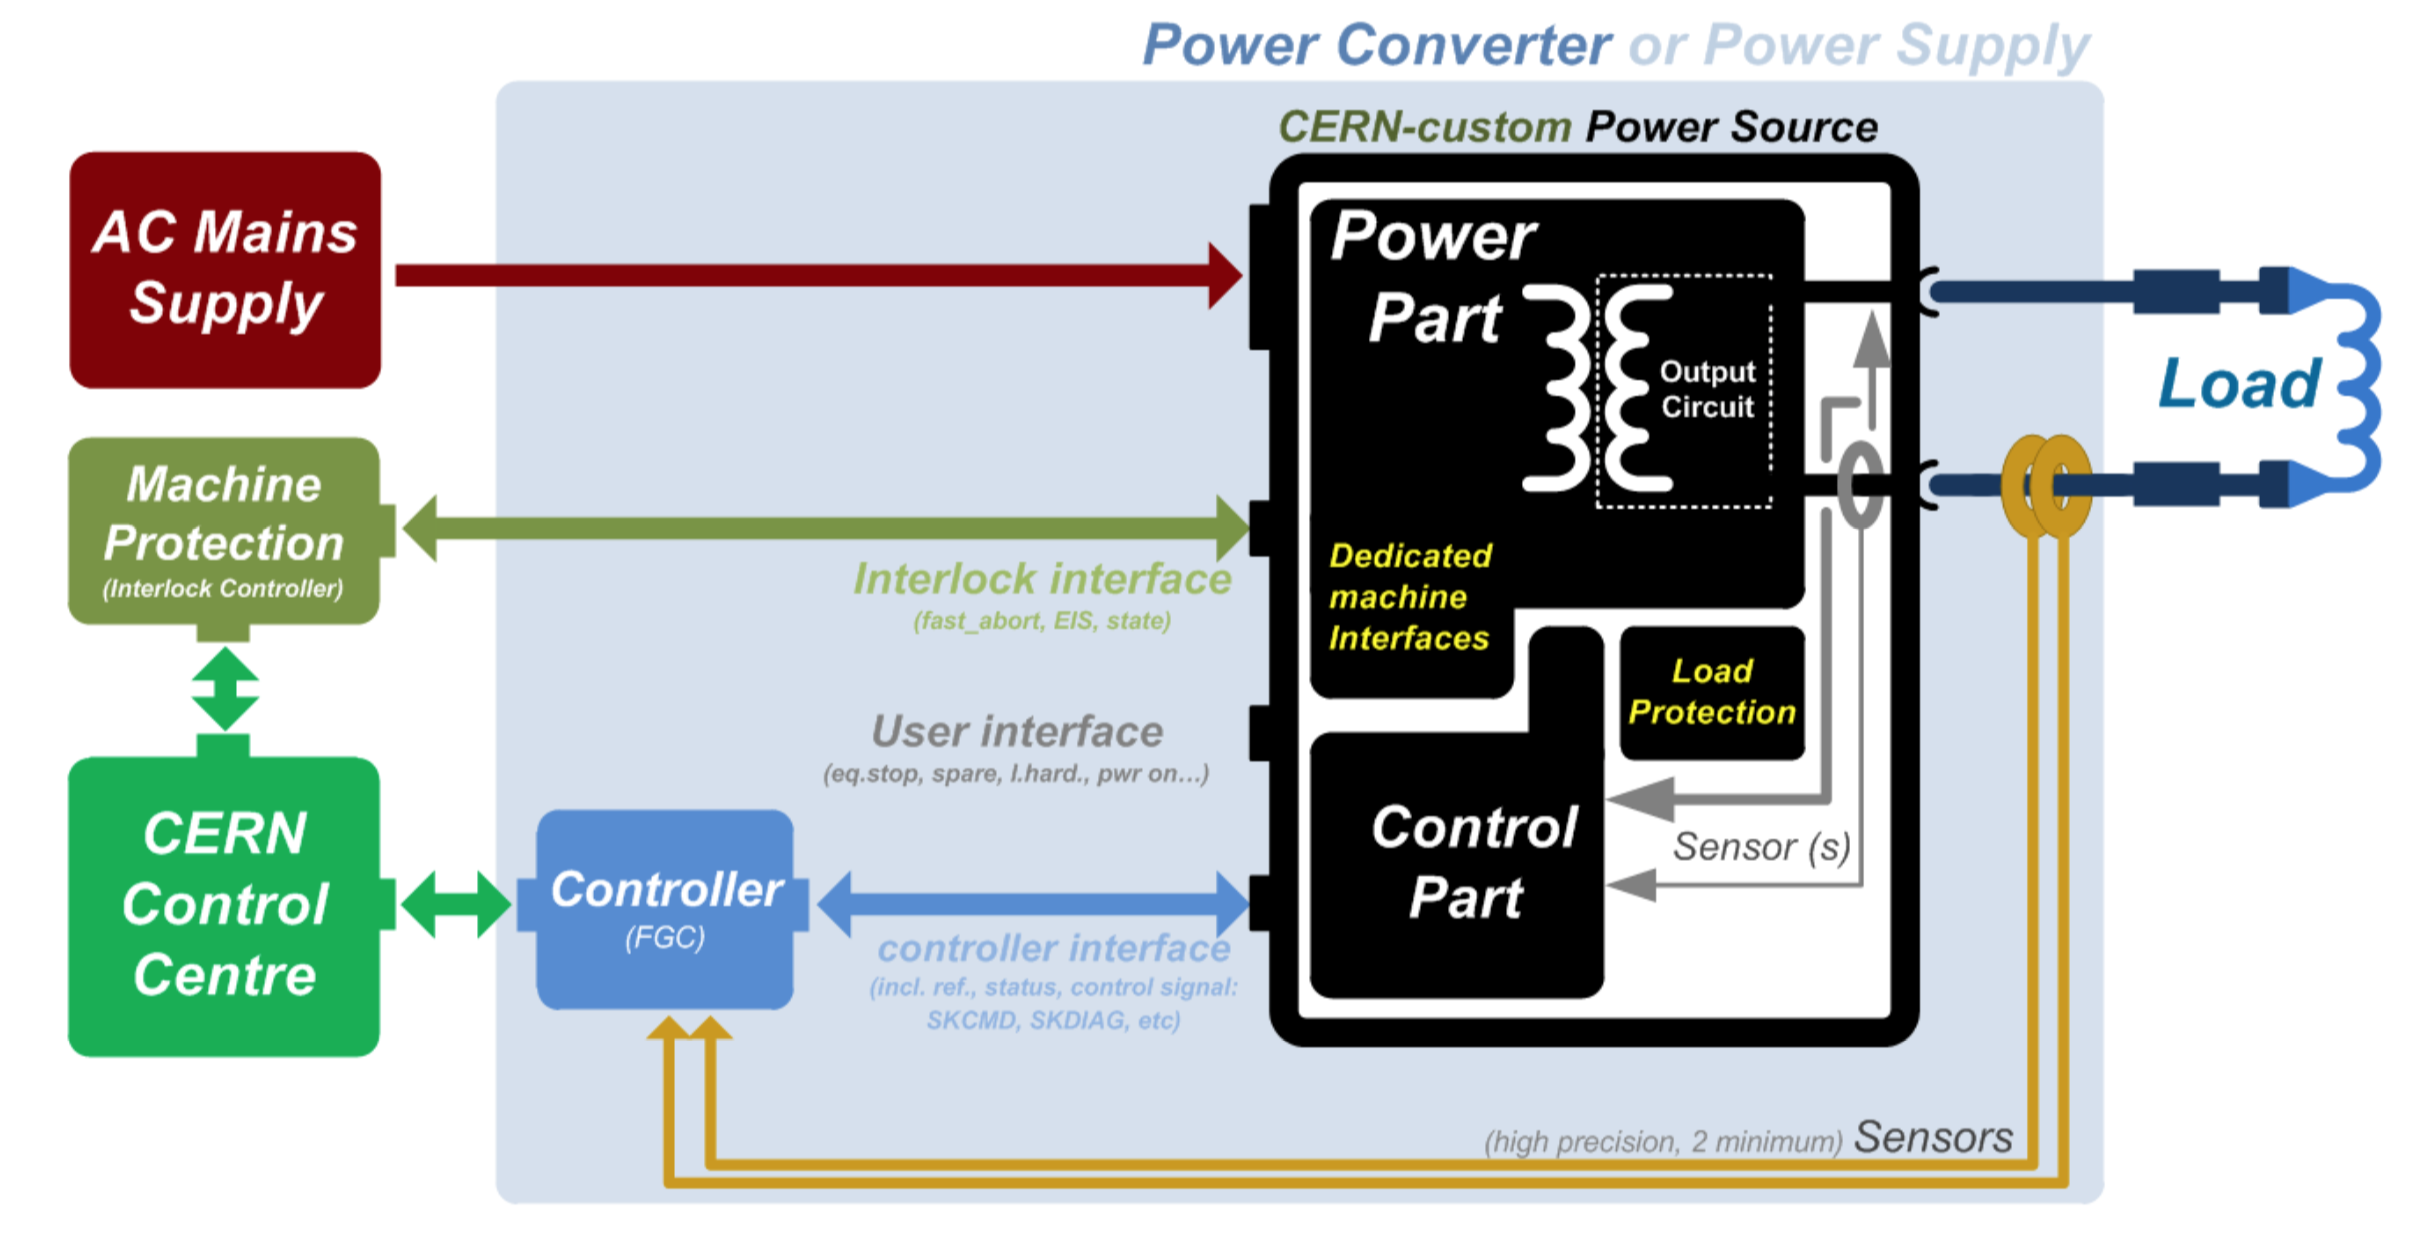 Power Converter or Power Supply
CERN-custom Power Source
AC Mains
Supply
Power
Part
Output
Circuit
Load
Machine
Protection
(Interlock Controller)
Interlock interface
(fast_abort, EIS, state)
Dedicated
machine
Interfaces
Load
Protection
User interface
(eq.stop, spare, I.hard., pwr on...)
CERN
Control
Centre
Controller
(FGC)
controller interface
(incl. ref., status, control signal:
SKCMD, SKDIAG, etc)
Control
Part
Sensor (s)
(high precision, 2 minimum) Sensors